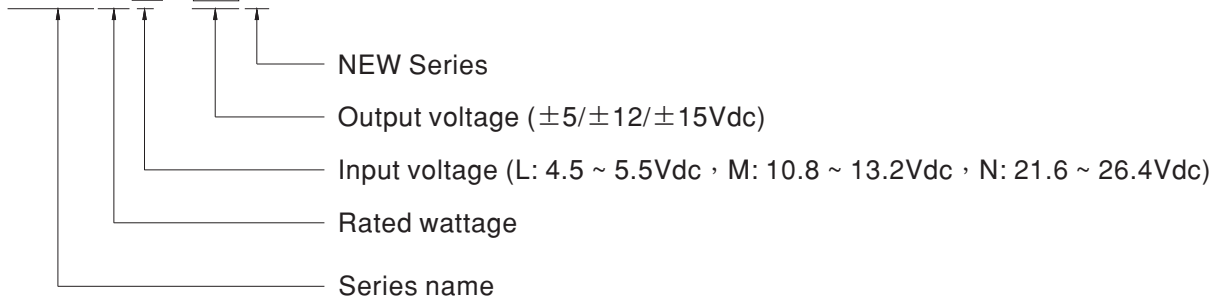 NEW Series
Output voltage (±5/±12/±15Vdc)
Input voltage (L: 4.5 ~ 5.5Vdc，M: 10.8 ~ 13.2Vdc，N: 21.6 ~ 26.4Vdc)
Rated wattage
Series name